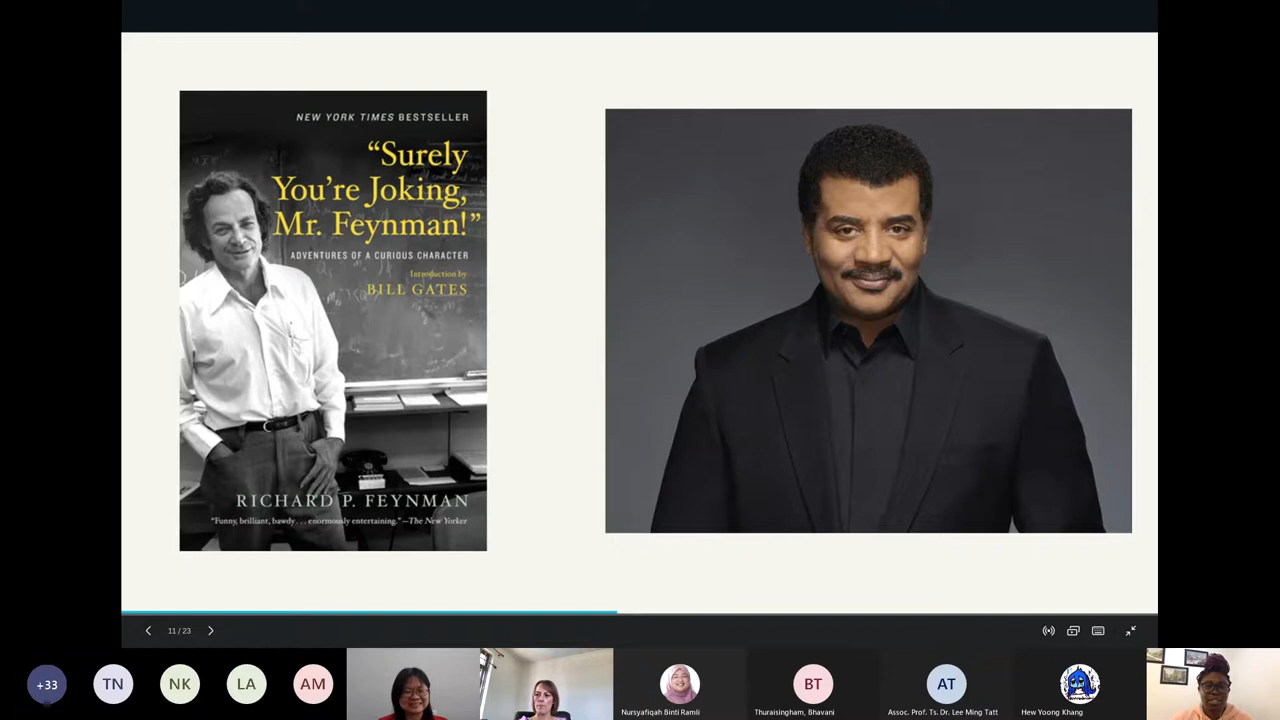 NEW YORK TIMES BESTSELLER
“Surely
You’re Joking,
Mr. Feynman!”
ADVENTURES OF A CURIOUS CHARACTER
Introduction by
BILL GATES
RICHARD P. FEYNMAN
“Funny, brilliant, bawdy . . . enormously entertaining.” —The New Yorker
11 / 23
+33
TN
NK
LA
AM
BT
AT
Nursyafiqah Binti Ramli
Thuraisingham, Bhavani
Assoc. Prof. Ts. Dr. Lee Ming Tatt
Hew Yoong Khang